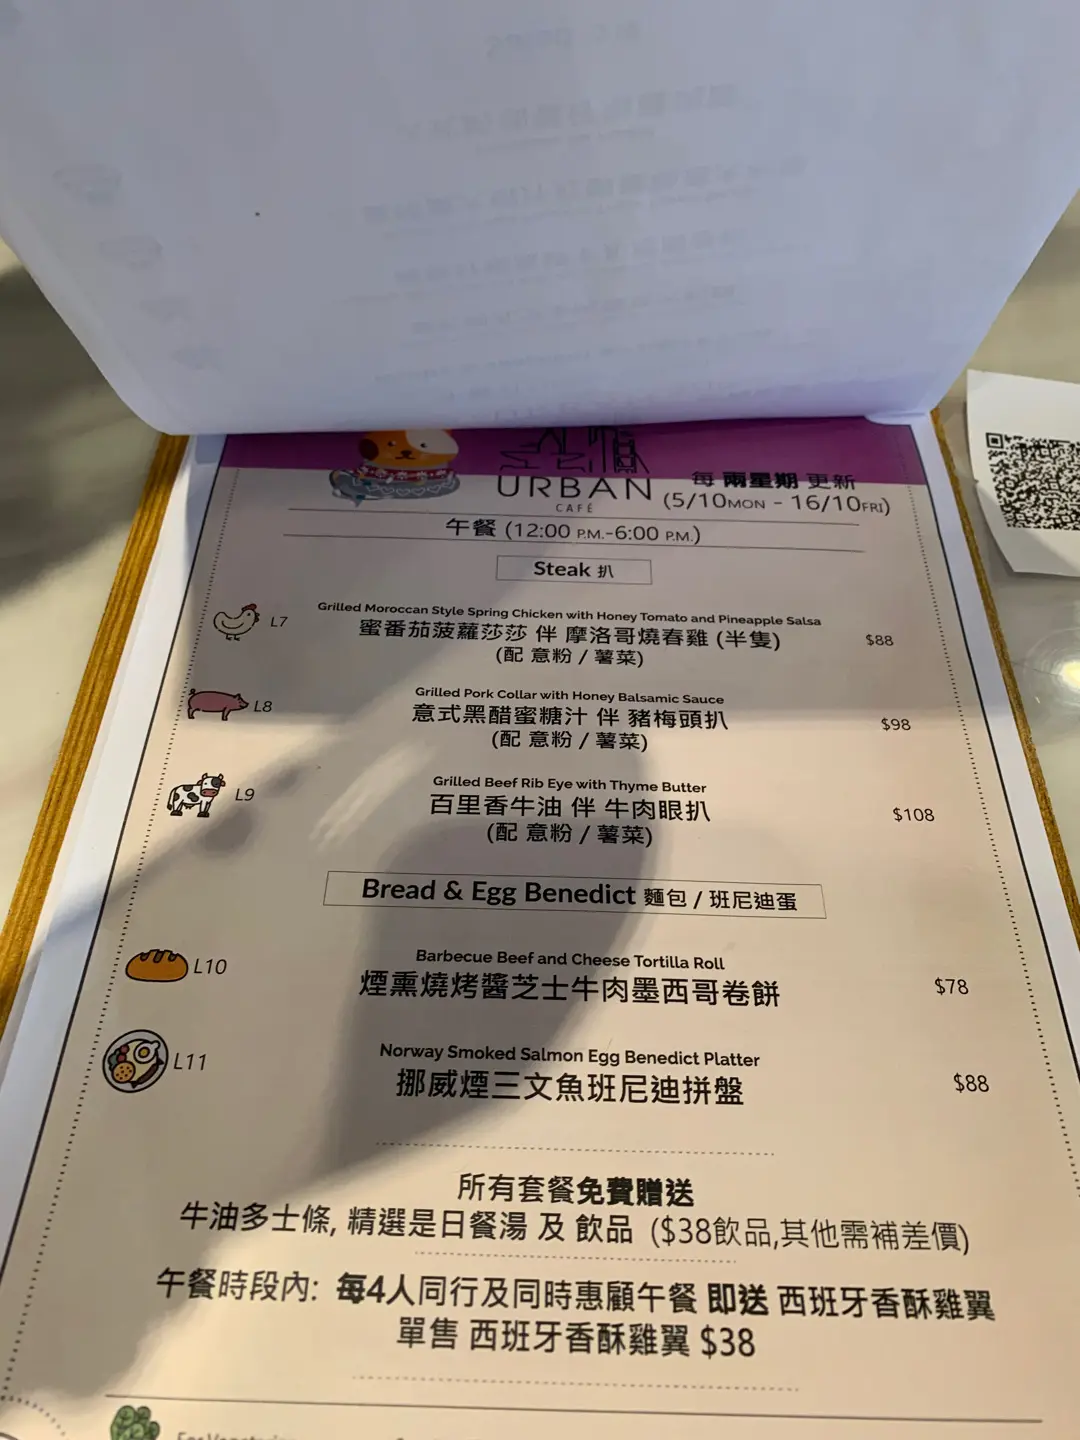 URBAN
CAFÉ
每 兩星期 更新
(5/10MON - 16/10FRI)
午餐 (12:00 P.M.-6:00 P.M.)
Steak 扒
Grilled Moroccan Style Spring Chicken with Honey Tomato and Pineapple Salsa
L7 蜜番茄菠蘿莎莎 伴 摩洛哥燒春雞 (半隻) $88
(配 意粉 / 薯菜)
Grilled Pork Collar with Honey Balsamic Sauce
L8 意式黑醋蜜糖汁 伴 豬梅頭扒 $98
(配 意粉 / 薯菜)
Grilled Beef Rib Eye with Thyme Butter
L9 百里香牛油 伴 牛肉眼扒 $108
(配 意粉 / 薯菜)
Bread & Egg Benedict 麵包 / 班尼迪蛋
Barbecue Beef and Cheese Tortilla Roll
L10 煙熏燒烤醬芝士牛肉墨西哥卷餅 $78
Norway Smoked Salmon Egg Benedict Platter
L11 挪威煙三文魚班尼迪拼盤 $88
所有套餐免費贈送
牛油多士條, 精選是日餐湯 及 飲品 ($38飲品,其他需補差價)
午餐時段內: 每4人同行及同時惠顧午餐 即送 西班牙香酥雞翼
單售 西班牙香酥雞翼 $38